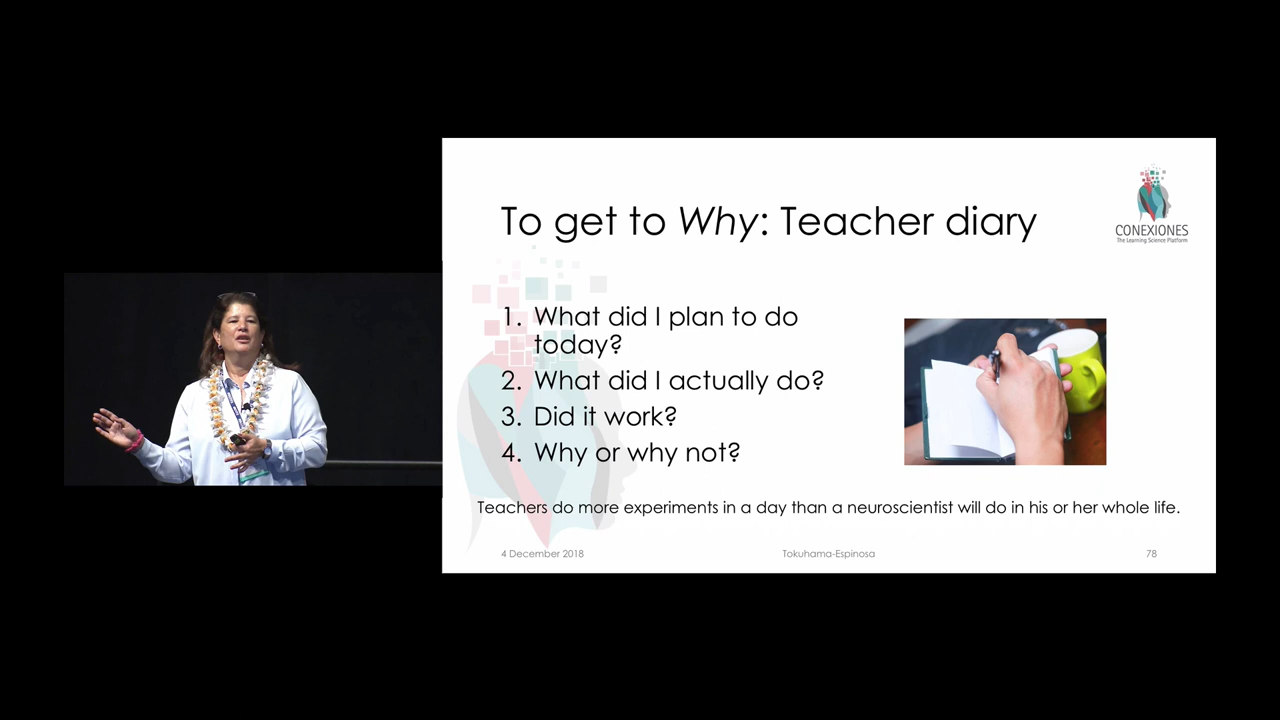 To get to Why: Teacher diary
CONEXIONES
The Learning Science Platform
1. What did I plan to do
today?
2. What did I actually do?
3. Did it work?
4. Why or why not?
Teachers do more experiments in a day than a neuroscientist will do in his or her whole life.
4 December 2018
Tokuhama-Espinosa
78